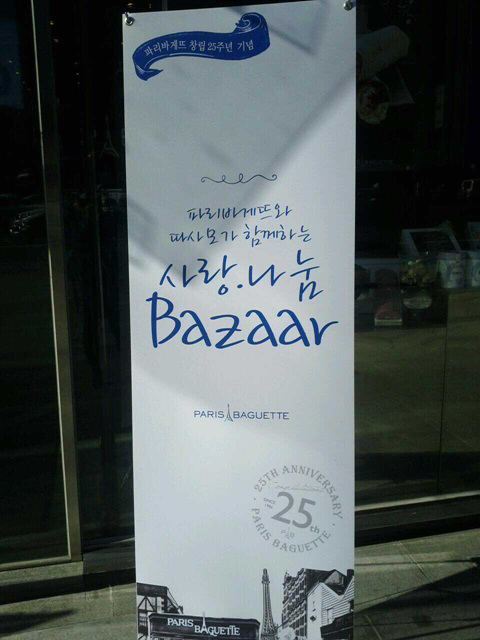 파리바게뜨 창립 25주년 기념
파리바게뜨와
따사모가 함께하는
사랑.나눔
Bazaar
PARIS BAGUETTE
25TH ANNIVERSARY
25th
PARIS BAGUETTE
PARIS BAGUETTE